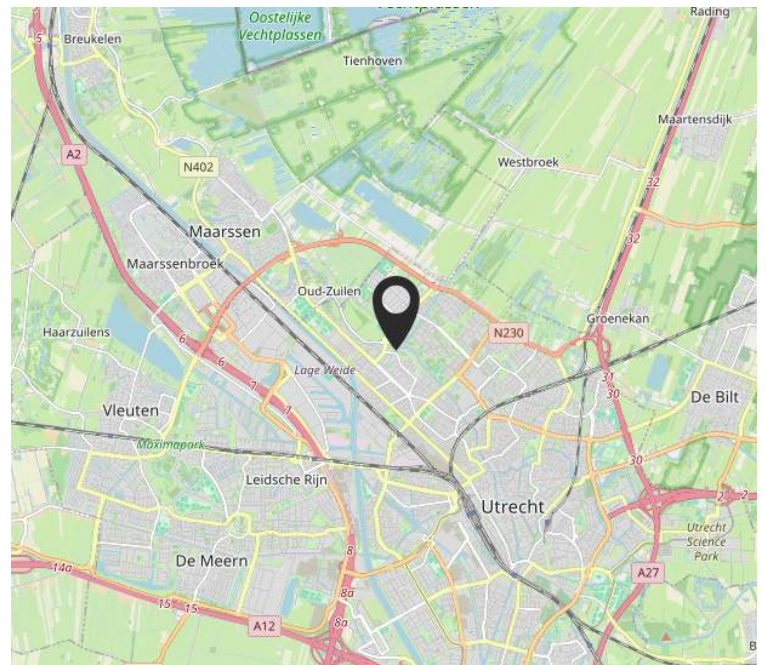 Vechtplassen
Rading
Oostelijke
Vechtplassen
5
Breukelen
Tienhoven
Maartensdijk
A2
Westbroek
N402
32
Maarssen
32
Maarssenbroek
Oud-Zuilen
Groenekan
Haarzuilens
6
6
N230
Lage Weide
7
31
30
7
De Bilt
Vleuten
Maximapark
30
Leidsche Rijn
2
2
Utrecht
Utrecht
Science
Park
8
De Meern
14a
A27
8a
15
15
A12
8a
B